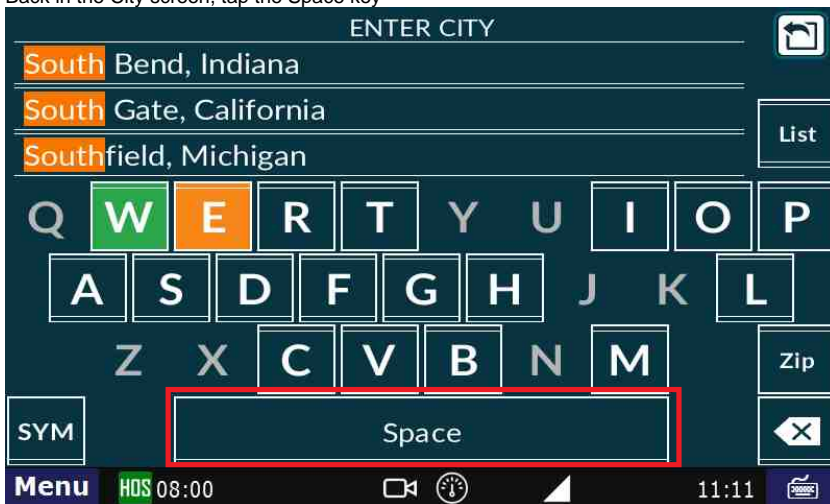 Back in the City screen, tap the Space key
ENTER CITY
South Bend, Indiana
South Gate, California
List
Southfield, Michigan
Q W E R T Y U I O P
A S D F G H J K L
Z X C V B N M Zip
SYM Space
Menu HOS 08:00 11:11